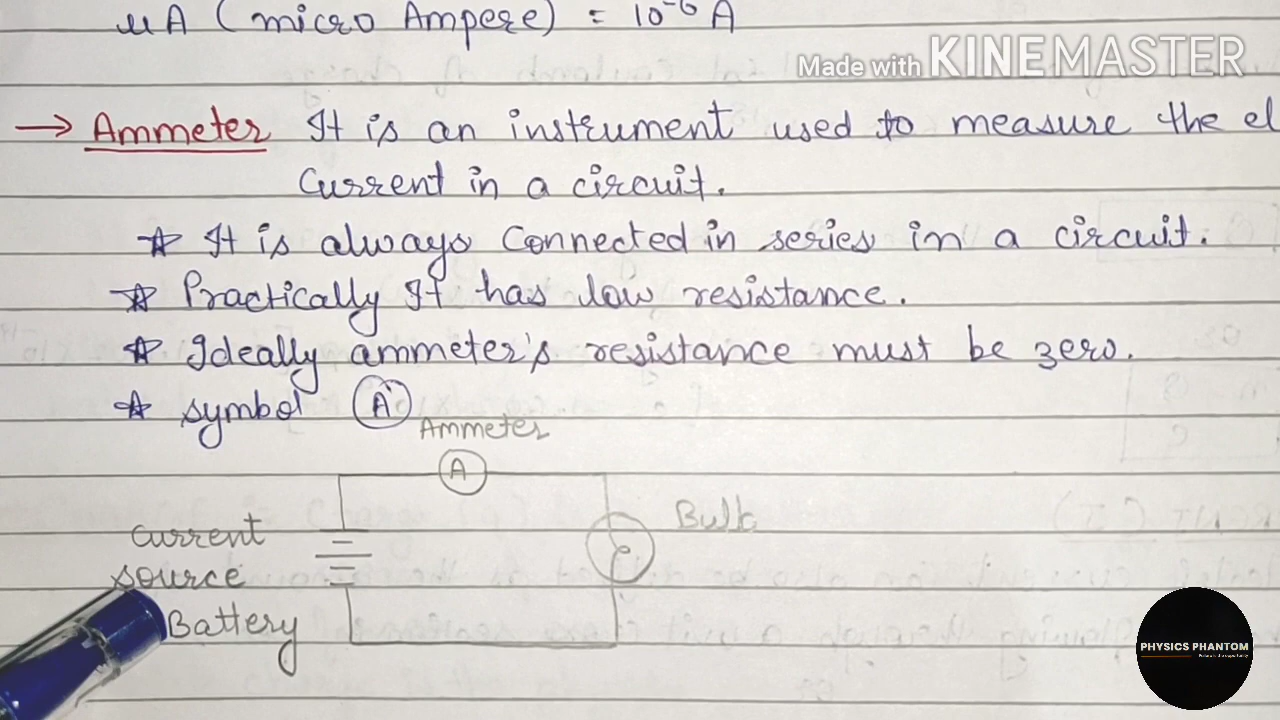 μA (micro Ampere) = 10⁻⁶ A
Made with KINEMASTER
→ Ammeter It is an instrument used to measure the el
Current in a circuit.
☆ It is always Connected in series in a circuit.
☆ Practically It has low resistance.
☆ Ideally ammeter's resistance must be zero.
☆ symbol (A)
Ammeter
A
Bulb
Current
source
Battery
PHYSICS PHANTOM